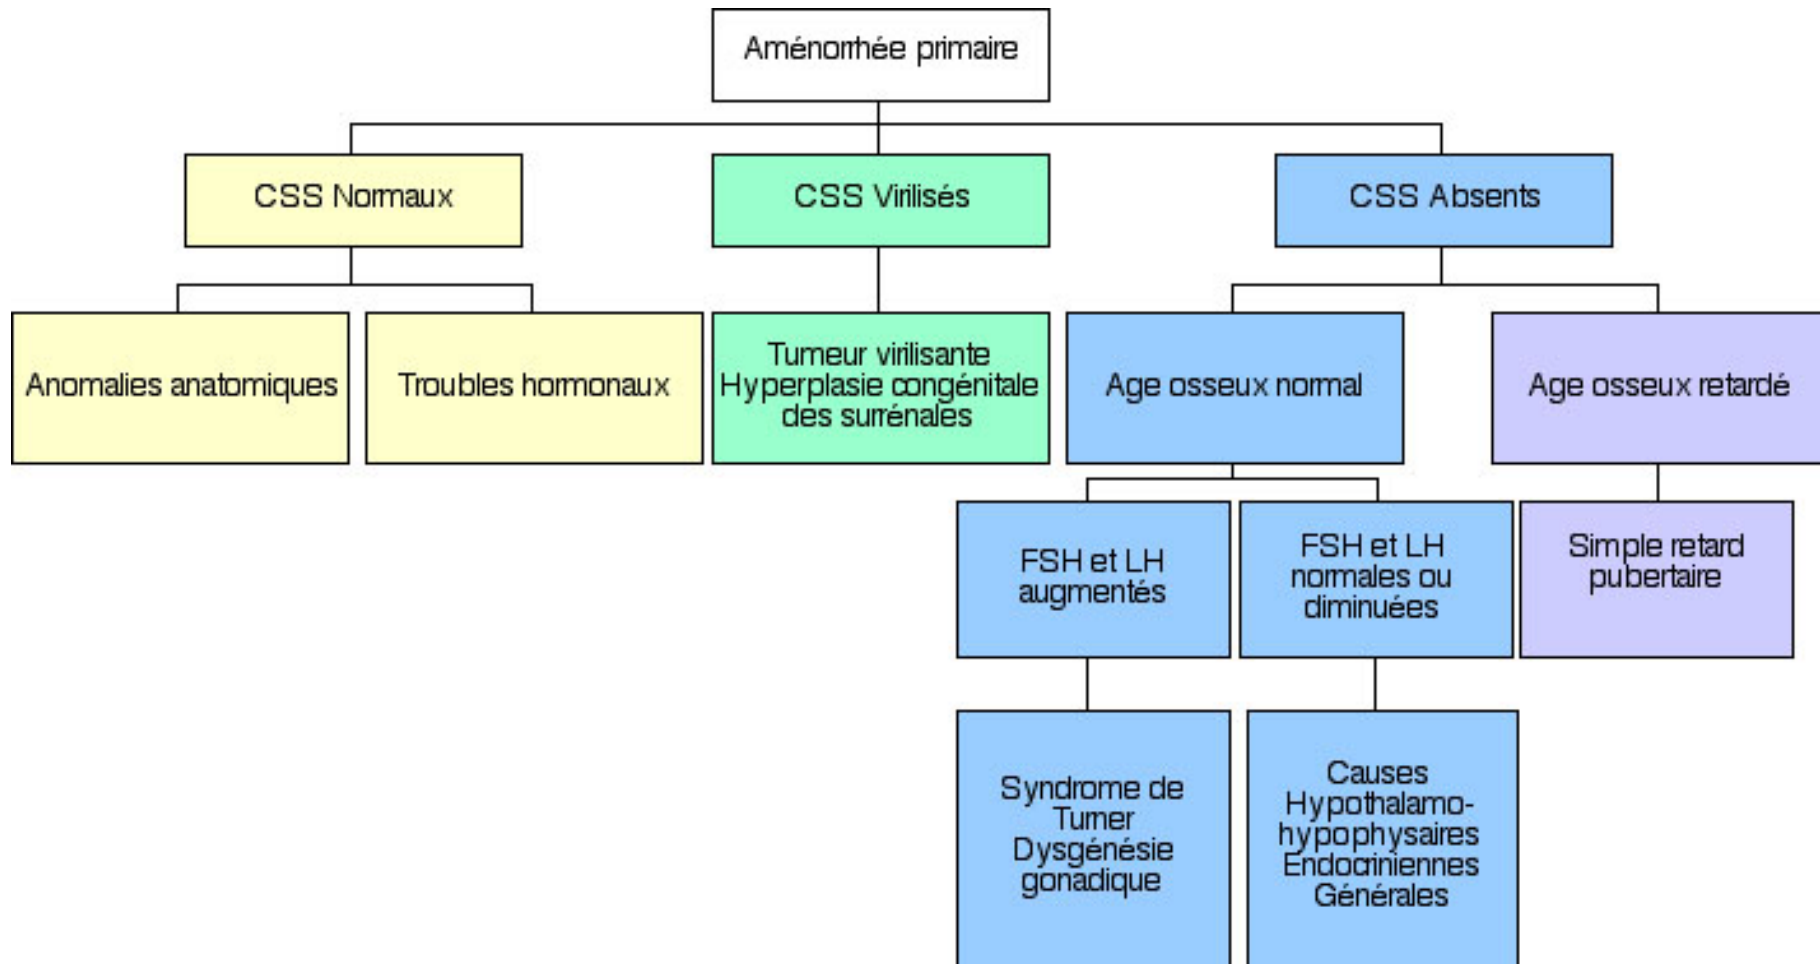 Aménorrhée primaire
CSS Normaux
CSS Virilisés
CSS Absents
Anomalies anatomiques
Troubles hormonaux
Tumeur virilisante
Hyperplasie congénitale
des surrénales
Age osseux normal
Age osseux retardé
FSH et LH
augmentés
FSH et LH
normales ou
diminuées
Simple retard
pubertaire
Syndrome de
Turner
Dysgénésie
gonadique
Causes
Hypothalamo-
hypophysaires
Endocriniennes
Générales